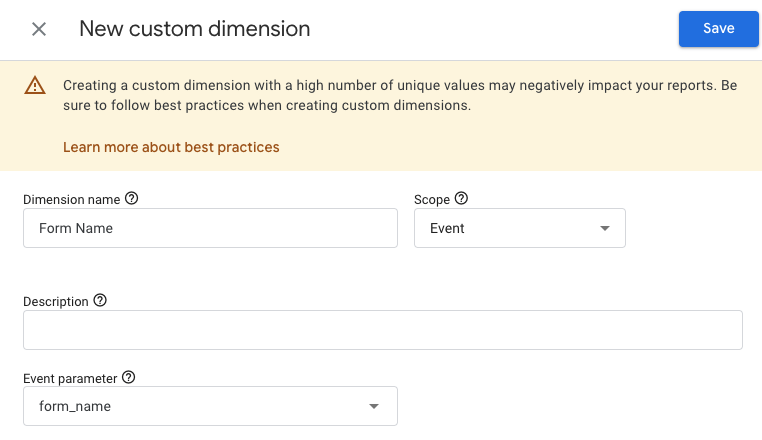 New custom dimension
Save
Creating a custom dimension with a high number of unique values may negatively impact your reports. Be
sure to follow best practices when creating custom dimensions.
Learn more about best practices
Dimension name
Scope
Form Name
Event
Description
Event parameter
form_name